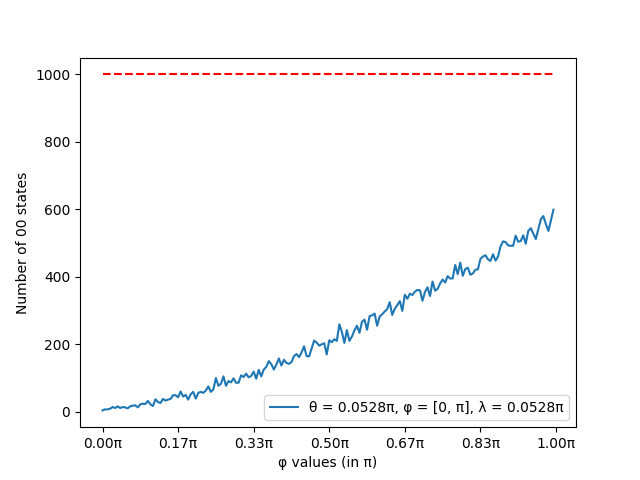 1000
800
600
400
200
0
Number of 00 states
θ = 0.0528π, φ = [0, π], λ = 0.0528π
0.00π 0.17π 0.33π 0.50π 0.67π 0.83π 1.00π
φ values (in π)